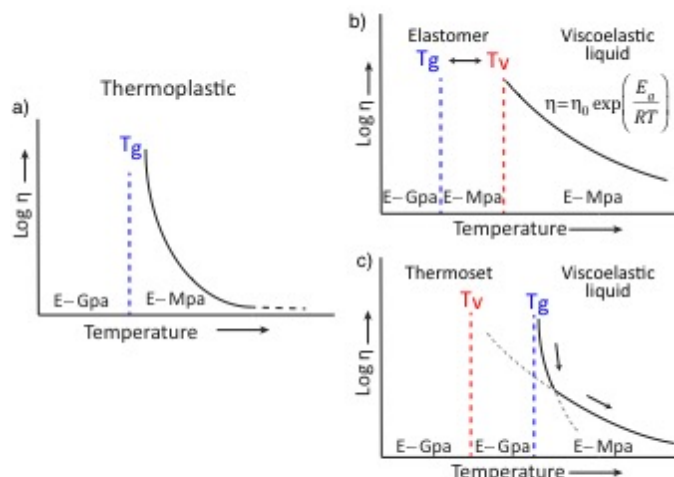 a)
Thermoplastic
Log η
Tg
E–Gpa E–Mpa
Temperature
b)
Elastomer Viscoelastic
liquid
Tg Tv
Log η
η=η0 exp(Ea/RT)
E–Gpa E–Mpa E–Mpa
Temperature
c)
Thermoset Viscoelastic
liquid
Tv Tg
Log η
E–Gpa E–Gpa E–Mpa
Temperature